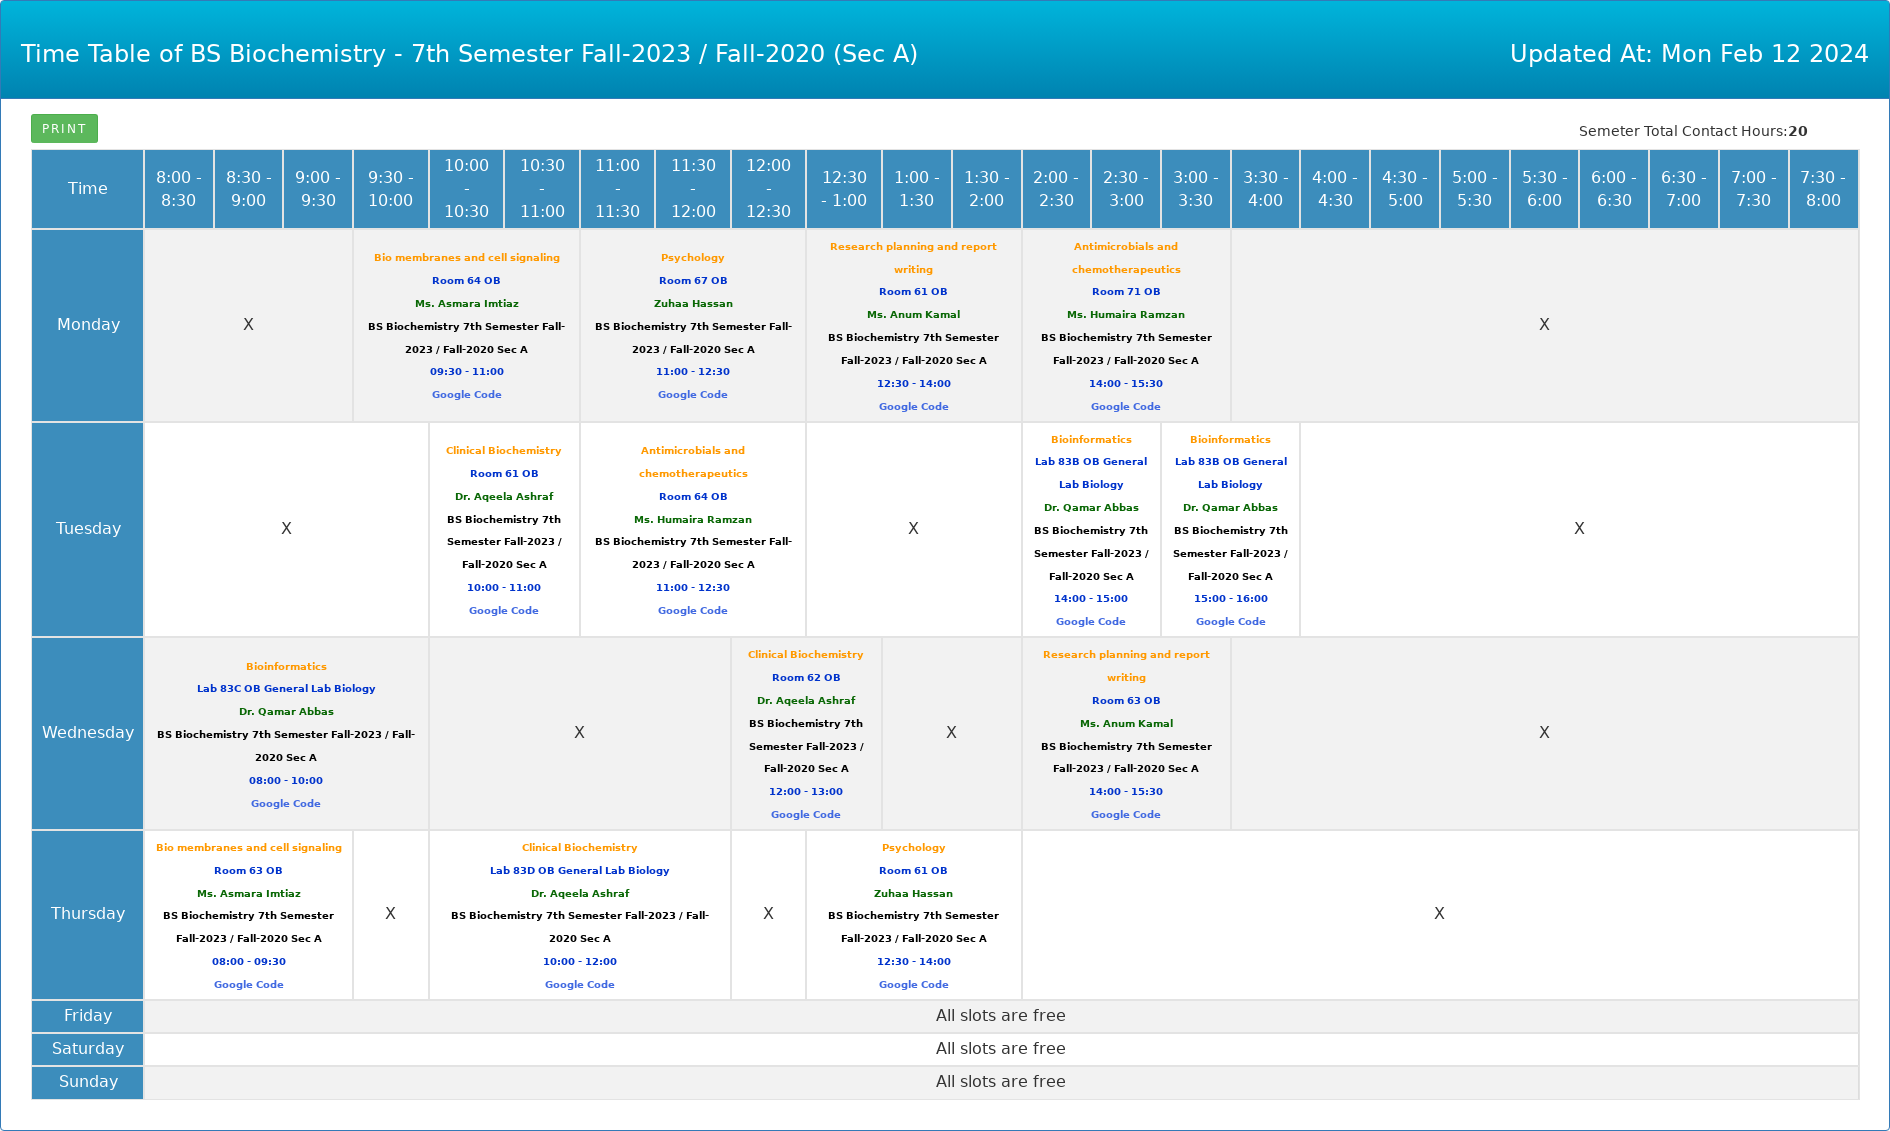 Time Table of BS Biochemistry - 7th Semester Fall-2023 / Fall-2020 (Sec A)
Updated At: Mon Feb 12 2024
PRINT
Semeter Total Contact Hours:20
Time
8:00 -
8:30
8:30 -
9:00
9:00 -
9:30
9:30 -
10:00
10:00
-
10:30
10:30
-
11:00
11:00
-
11:30
11:30
-
12:00
12:00
-
12:30
12:30
- 1:00
1:00 -
1:30
1:30 -
2:00
2:00 -
2:30
2:30 -
3:00
3:00 -
3:30
3:30 -
4:00
4:00 -
4:30
4:30 -
5:00
5:00 -
5:30
5:30 -
6:00
6:00 -
6:30
6:30 -
7:00
7:00 -
7:30
7:30 -
8:00
Monday
X
Bio membranes and cell signaling
Room 64 OB
Ms. Asmara Imtiaz
BS Biochemistry 7th Semester Fall-
2023 / Fall-2020 Sec A
09:30 - 11:00
Google Code
Psychology
Room 67 OB
Zuhaa Hassan
BS Biochemistry 7th Semester Fall-
2023 / Fall-2020 Sec A
11:00 - 12:30
Google Code
Research planning and report
writing
Room 61 OB
Ms. Anum Kamal
BS Biochemistry 7th Semester
Fall-2023 / Fall-2020 Sec A
12:30 - 14:00
Google Code
Antimicrobials and
chemotherapeutics
Room 71 OB
Ms. Humaira Ramzan
BS Biochemistry 7th Semester
Fall-2023 / Fall-2020 Sec A
14:00 - 15:30
Google Code
X
Tuesday
X
Clinical Biochemistry
Room 61 OB
Dr. Aqeela Ashraf
BS Biochemistry 7th
Semester Fall-2023 /
Fall-2020 Sec A
10:00 - 11:00
Google Code
Antimicrobials and
chemotherapeutics
Room 64 OB
Ms. Humaira Ramzan
BS Biochemistry 7th Semester Fall-
2023 / Fall-2020 Sec A
11:00 - 12:30
Google Code
X
Bioinformatics
Lab 83B OB General
Lab Biology
Dr. Qamar Abbas
BS Biochemistry 7th
Semester Fall-2023 /
Fall-2020 Sec A
14:00 - 15:00
Google Code
Bioinformatics
Lab 83B OB General
Lab Biology
Dr. Qamar Abbas
BS Biochemistry 7th
Semester Fall-2023 /
Fall-2020 Sec A
15:00 - 16:00
Google Code
X
Wednesday
Bioinformatics
Lab 83C OB General Lab Biology
Dr. Qamar Abbas
BS Biochemistry 7th Semester Fall-2023 / Fall-
2020 Sec A
08:00 - 10:00
Google Code
X
Clinical Biochemistry
Room 62 OB
Dr. Aqeela Ashraf
BS Biochemistry 7th
Semester Fall-2023 /
Fall-2020 Sec A
12:00 - 13:00
Google Code
X
Research planning and report
writing
Room 63 OB
Ms. Anum Kamal
BS Biochemistry 7th Semester
Fall-2023 / Fall-2020 Sec A
14:00 - 15:30
Google Code
X
Thursday
Bio membranes and cell signaling
Room 63 OB
Ms. Asmara Imtiaz
BS Biochemistry 7th Semester
Fall-2023 / Fall-2020 Sec A
08:00 - 09:30
Google Code
X
Clinical Biochemistry
Lab 83D OB General Lab Biology
Dr. Aqeela Ashraf
BS Biochemistry 7th Semester Fall-2023 / Fall-
2020 Sec A
10:00 - 12:00
Google Code
X
Psychology
Room 61 OB
Zuhaa Hassan
BS Biochemistry 7th Semester
Fall-2023 / Fall-2020 Sec A
12:30 - 14:00
Google Code
X
Friday
All slots are free
Saturday
All slots are free
Sunday
All slots are free